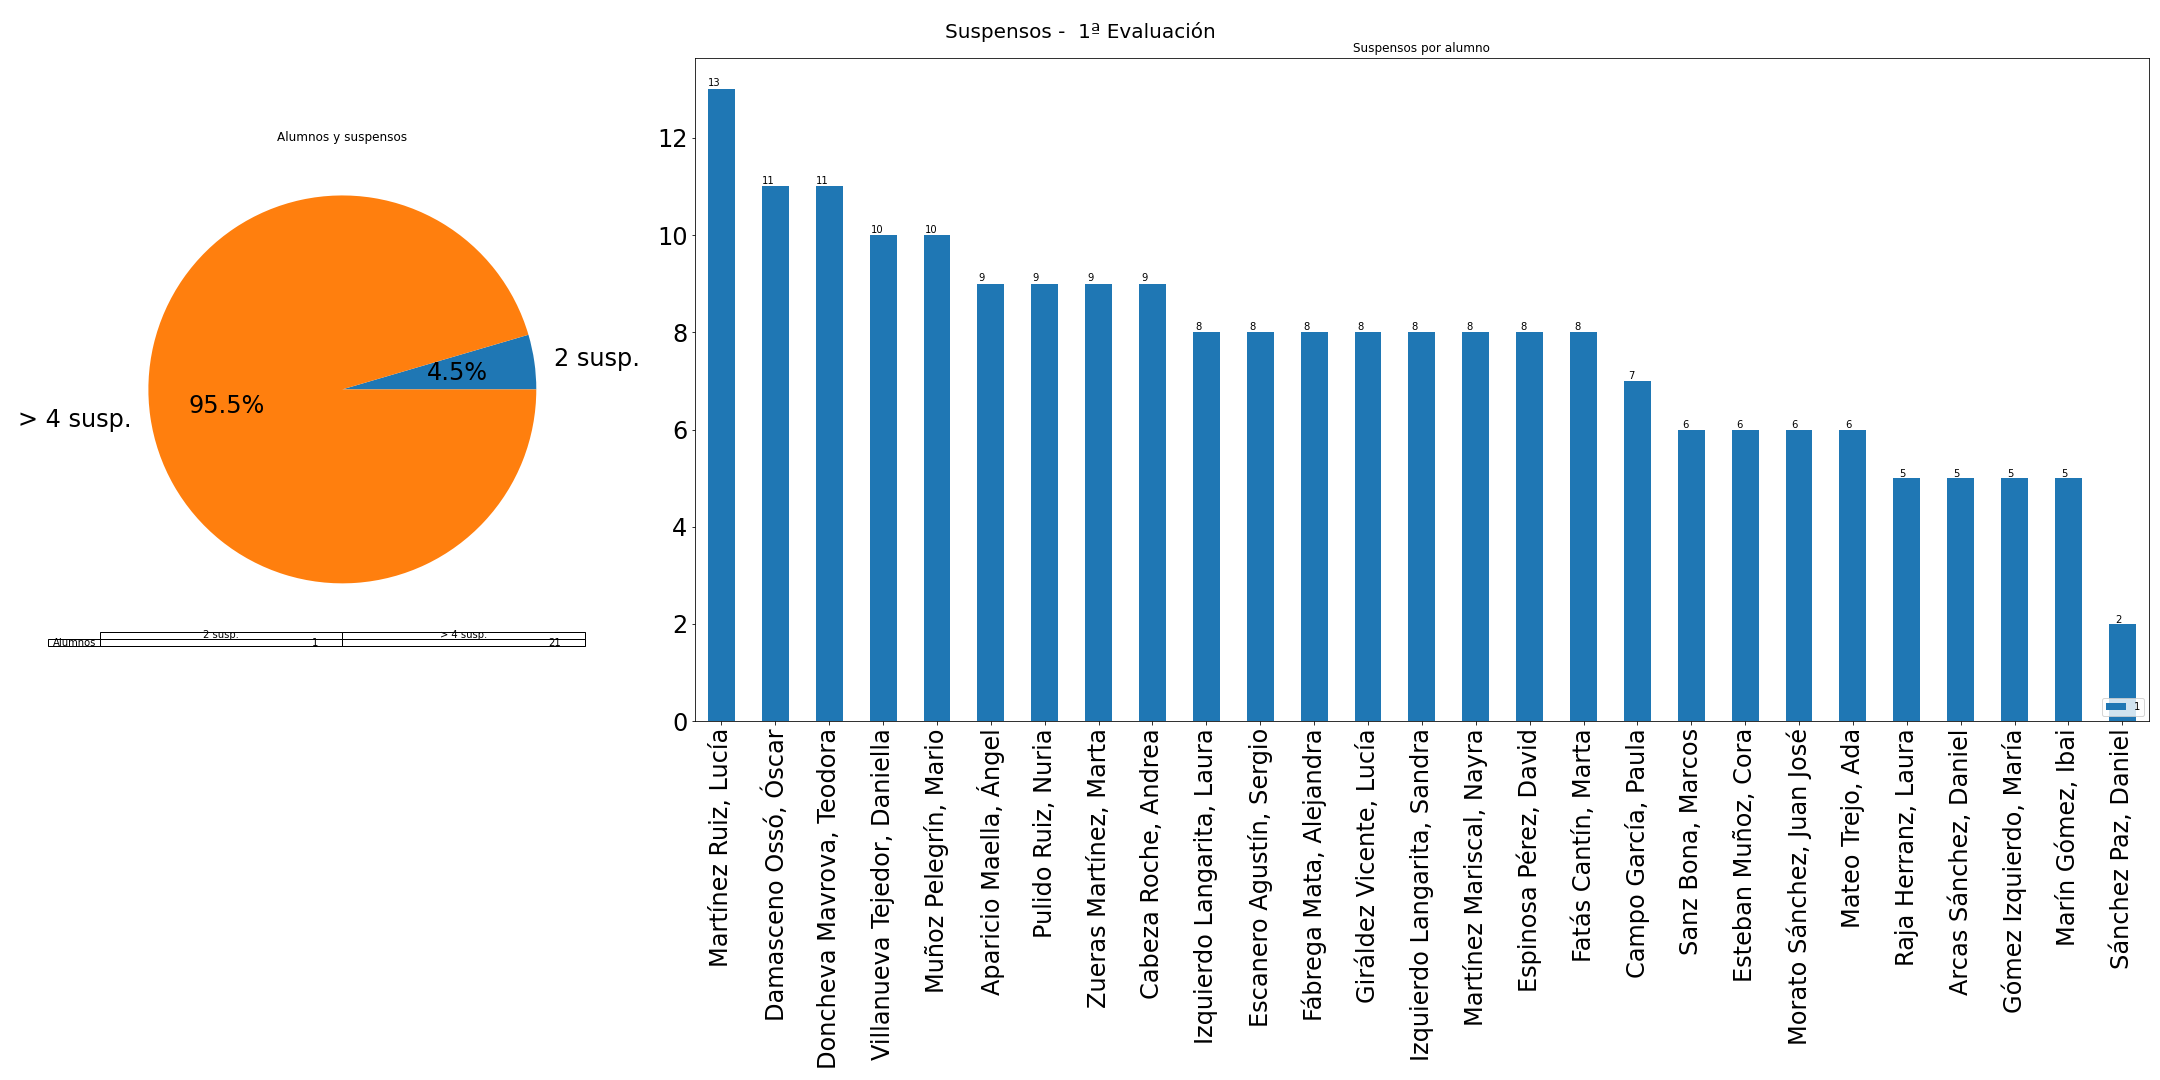 Suspensos -  1ª Evaluación
Alumnos y suspensos
2 susp.
4.5%
95.5%
> 4 susp.
2 susp. > 4 susp.
Alumnos 1 21
Suspensos por alumno
13
11
11
10
10
9
9
9
9
8
8
8
8
8
8
8
8
7
6
6
6
6
5
5
5
5
2
12
10
8
6
4
2
0
1
Martínez Ruiz, Lucía
Damasceno Ossó, Óscar
Doncheva Mavrova, Teodora
Villanueva Tejedor, Daniella
Muñoz Pelegrín, Mario
Aparicio Maella, Ángel
Pulido Ruiz, Nuria
Zueras Martínez, Marta
Cabeza Roche, Andrea
Izquierdo Langarita, Laura
Escanero Agustín, Sergio
Fábrega Mata, Alejandra
Giráldez Vicente, Lucía
Izquierdo Langarita, Sandra
Martínez Mariscal, Nayra
Espinosa Pérez, David
Fatás Cantín, Marta
Campo García, Paula
Sanz Bona, Marcos
Esteban Muñoz, Cora
Morato Sánchez, Juan José
Mateo Trejo, Ada
Raja Herranz, Laura
Arcas Sánchez, Daniel
Gómez Izquierdo, María
Marín Gómez, Ibai
Sánchez Paz, Daniel